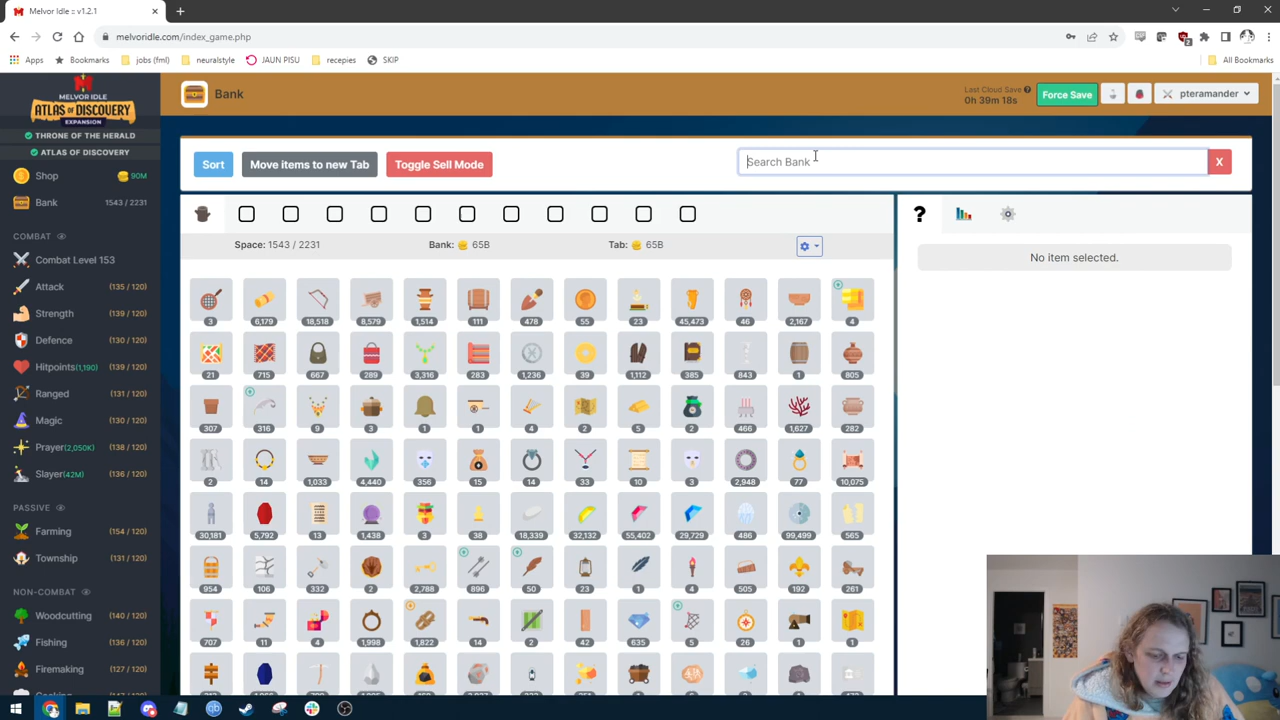 Melvor Idle :: v1.2.1
melvoridle.com/index_game.php
Apps
Bookmarks
jobs (fml)
neuralstyle
JAUN PISU
recepies
SKIP
All Bookmarks
MELVOR IDLE
ATLAS OF DISCOVERY
EXPANSION
THRONE OF THE HERALD
ATLAS OF DISCOVERY
Shop 90M
Bank 1543 / 2231
COMBAT
Combat Level 153
Attack (135 / 120)
Strength (139 / 120)
Defence (130 / 120)
Hitpoints(1,190) (139 / 120)
Ranged (131 / 120)
Magic (130 / 120)
Prayer(2,050K) (138 / 120)
Slayer(42M) (136 / 120)
PASSIVE
Farming (154 / 120)
Township (131 / 120)
NON-COMBAT
Woodcutting (140 / 120)
Fishing (136 / 120)
Firemaking (127 / 120)
Bank
Last Cloud Save
0h 39m 18s
Force Save
pteramander
Sort
Move items to new Tab
Toggle Sell Mode
Search Bank
X
?
Space: 1543 / 2231
Bank: 65B
Tab: 65B
No item selected.
3 6,179 18,518 8,579 1,514 111 478 55 23 45,473 46 2,167 4
21 715 667 289 3,316 283 1,236 39 1,112 385 843 1 805
307 316 9 3 1 1 4 2 5 2 466 1,627 282
2 14 1,033 4,440 356 15 14 33 10 3 2,948 77 10,075
30,181 5,792 13 1,438 3 38 18,339 32,132 55,402 29,729 486 99,499 565
954 106 332 2 2,788 896 50 23 1 4 505 192 261
707 11 4 1,998 1,822 14 2 42 635 5 26 1 1